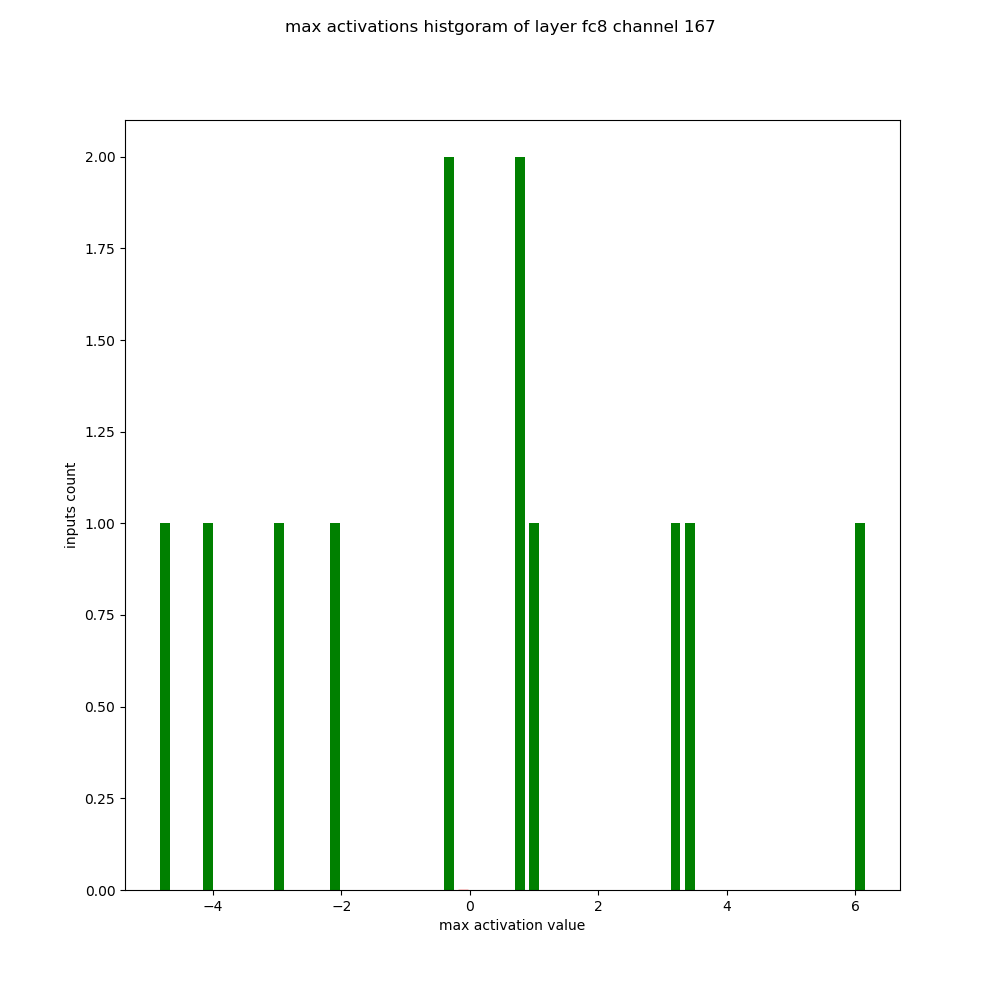 max activations histgoram of layer fc8 channel 167
2.00
1.75
1.50
1.25
1.00
0.75
0.50
0.25
0.00
inputs count
−4 −2 0 2 4 6
max activation value